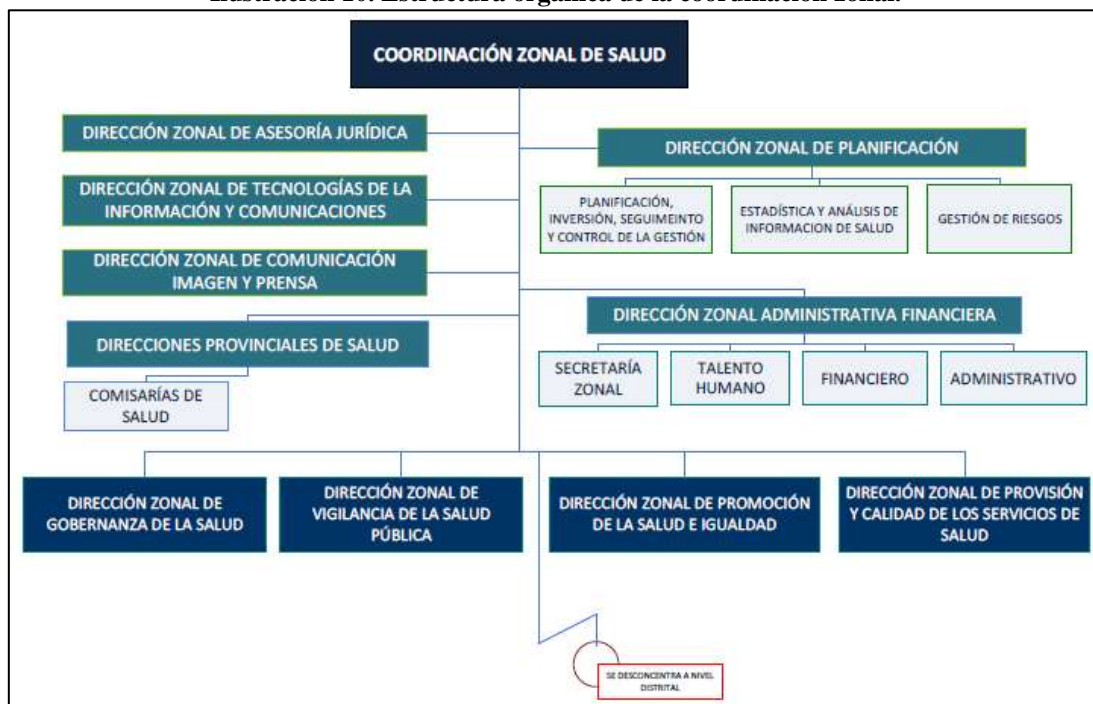 COORDINACIÓN ZONAL DE SALUD
DIRECCIÓN ZONAL DE ASESORÍA JURÍDICA
DIRECCIÓN ZONAL DE TECNOLOGÍAS DE LA
INFORMACIÓN Y COMUNICACIONES
DIRECCIÓN ZONAL DE COMUNICACIÓN
IMAGEN Y PRENSA
DIRECCIONES PROVINCIALES DE SALUD
COMISARÍAS DE
SALUD
DIRECCIÓN ZONAL DE PLANIFICACIÓN
PLANIFICACIÓN,
INVERSIÓN, SEGUIMEINTO
Y CONTROL DE LA GESTIÓN
ESTADÍSTICA Y ANÁLISIS DE
INFORMACION DE SALUD
GESTIÓN DE RIESGOS
DIRECCIÓN ZONAL ADMINISTRATIVA FINANCIERA
SECRETARÍA
ZONAL
TALENTO
HUMANO
FINANCIERO
ADMINISTRATIVO
DIRECCIÓN ZONAL DE
GOBERNANZA DE LA SALUD
DIRECCIÓN ZONAL DE
VIGILANCIA DE LA SALUD
PÚBLICA
DIRECCIÓN ZONAL DE PROMOCIÓN
DE LA SALUD E IGUALDAD
DIRECCIÓN ZONAL DE PROVISIÓN
Y CALIDAD DE LOS SERVICIOS DE
SALUD
SE DESCONCENTRA A NIVEL
DISTRITAL